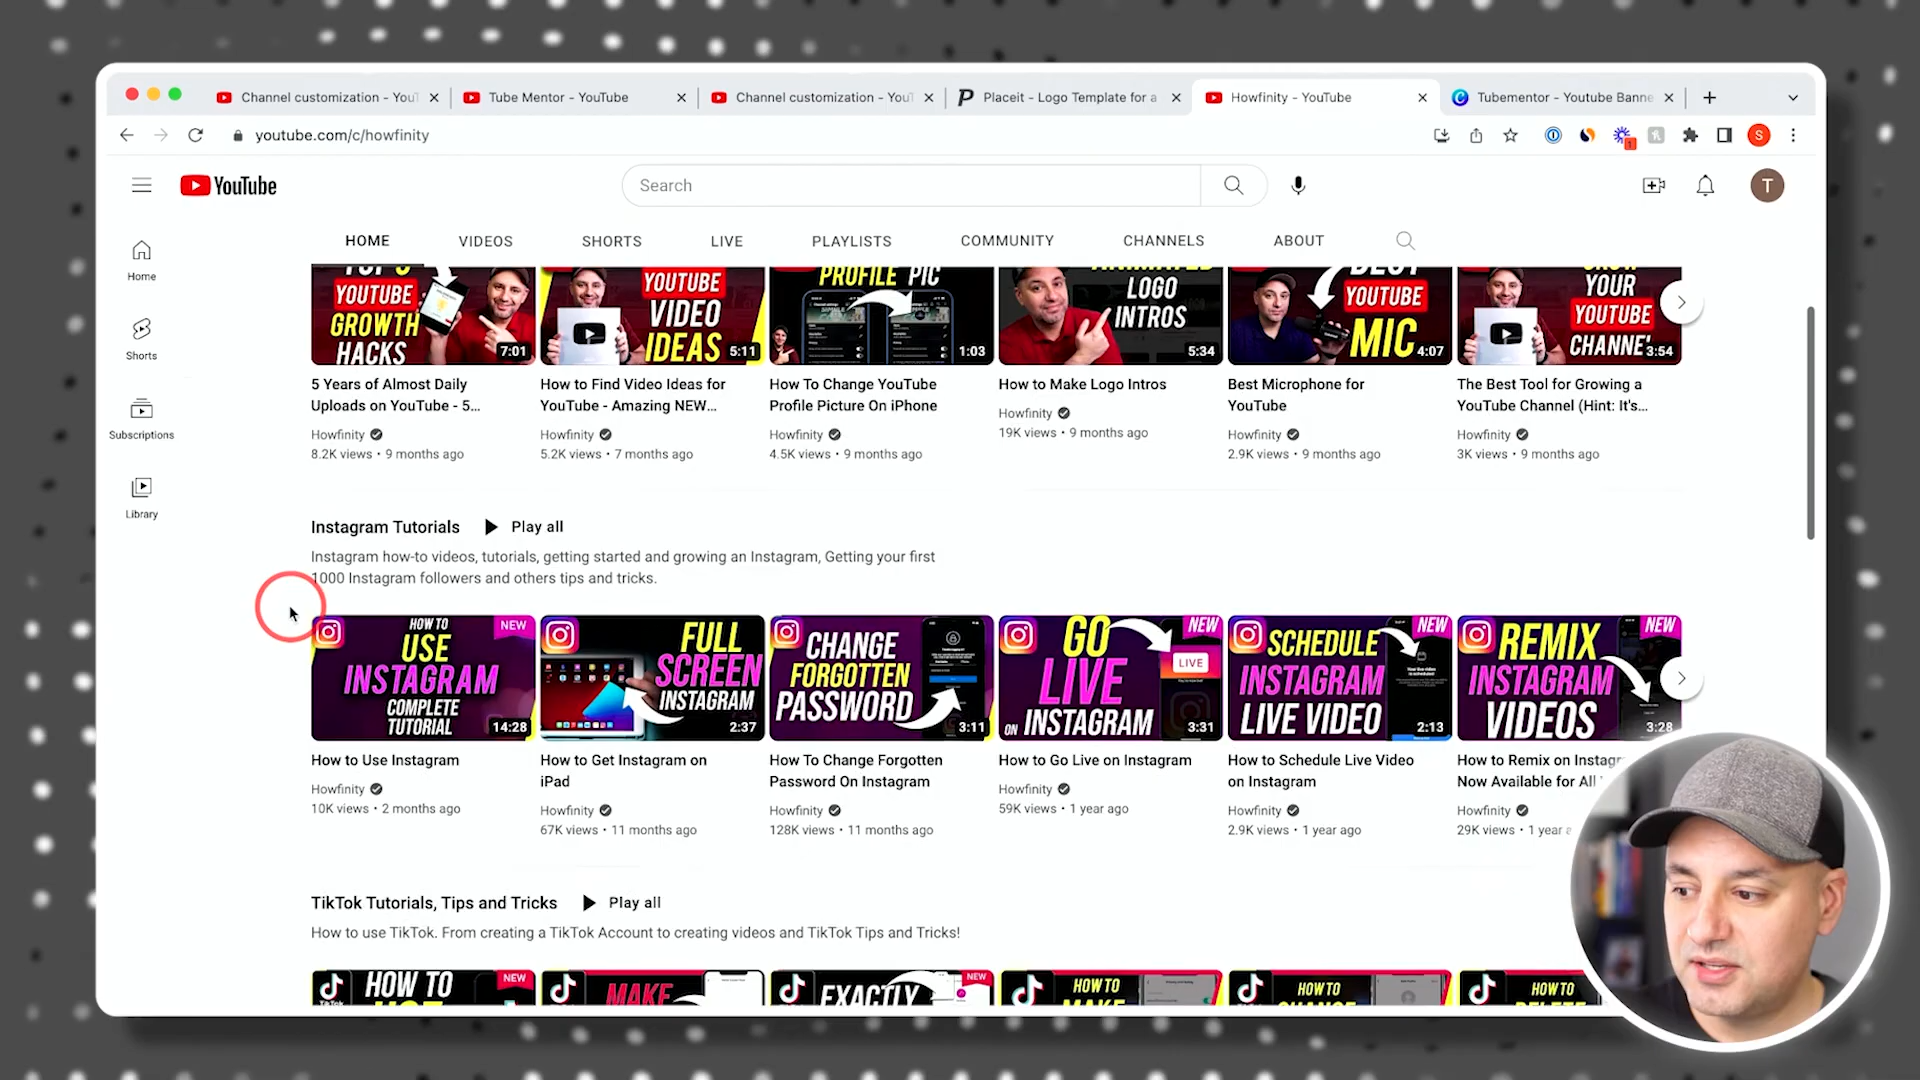 Channel customization - You
Tube Mentor - YouTube
Channel customization - You
Placeit - Logo Template for a
Howfinity - YouTube
Tubementor - Youtube Banne
youtube.com/c/howfinity
1
S
YouTube
Search
T
HOME
VIDEOS
SHORTS
LIVE
PLAYLISTS
COMMUNITY
CHANNELS
ABOUT
Home
Shorts
Subscriptions
Library
YOUTUBE
GROWTH
HACKS
7:01
YOUTUBE
VIDEO
IDEAS
5:11
PROFILE PIC
1:03
ANIMATED
LOGO
INTROS
5:34
BEST
YOUTUBE
MIC
4:07
GROW
YOUR
YOUTUBE
CHANNEL
3:54
5 Years of Almost Daily
Uploads on YouTube - 5...
Howfinity
8.2K views • 9 months ago
How to Find Video Ideas for
YouTube - Amazing NEW...
Howfinity
5.2K views • 7 months ago
How To Change YouTube
Profile Picture On iPhone
Howfinity
4.5K views • 9 months ago
How to Make Logo Intros
Howfinity
19K views • 9 months ago
Best Microphone for
YouTube
Howfinity
2.9K views • 9 months ago
The Best Tool for Growing a
YouTube Channel (Hint: It's...
Howfinity
3K views • 9 months ago
Instagram Tutorials
Play all
Instagram how-to videos, tutorials, getting started and growing an Instagram, Getting your first
1000 Instagram followers and others tips and tricks.
HOW TO
NEW
USE
INSTAGRAM
COMPLETE
TUTORIAL
14:28
FULL
SCREEN
INSTAGRAM
2:37
CHANGE
FORGOTTEN
PASSWORD
3:11
GO
NEW
LIVE
LIVE
ON INSTAGRAM
3:31
NEW
SCHEDULE
INSTAGRAM
LIVE VIDEO
2:13
NEW
REMIX
INSTAGRAM
VIDEOS
3:28
How to Use Instagram
Howfinity
10K views • 2 months ago
How to Get Instagram on
iPad
Howfinity
67K views • 11 months ago
How To Change Forgotten
Password On Instagram
Howfinity
128K views • 11 months ago
How to Go Live on Instagram
Howfinity
59K views • 1 year ago
How to Schedule Live Video
on Instagram
Howfinity
2.9K views • 1 year ago
How to Remix on Instagr
Now Available for All
Howfinity
29K views • 1 year a
TikTok Tutorials, Tips and Tricks
Play all
How to use TikTok. From creating a TikTok Account to creating videos and TikTok Tips and Tricks!
HOW TO
NEW
TikTok
MAKE
EXACTLY
NEW
HOW TO
MAKE
HOW TO
CHANGE
HOW TO
DELETE